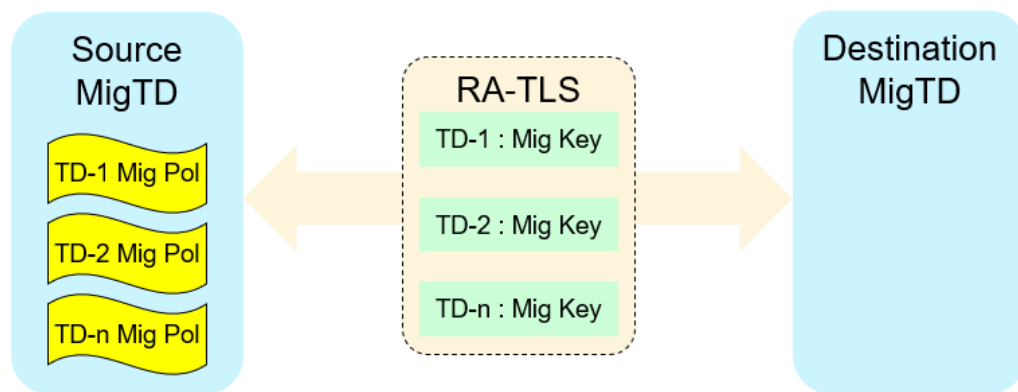 Source
MigTD
TD-1 Mig Pol
TD-2 Mig Pol
TD-n Mig Pol
RA-TLS
TD-1 : Mig Key
TD-2 : Mig Key
TD-n : Mig Key
Destination
MigTD